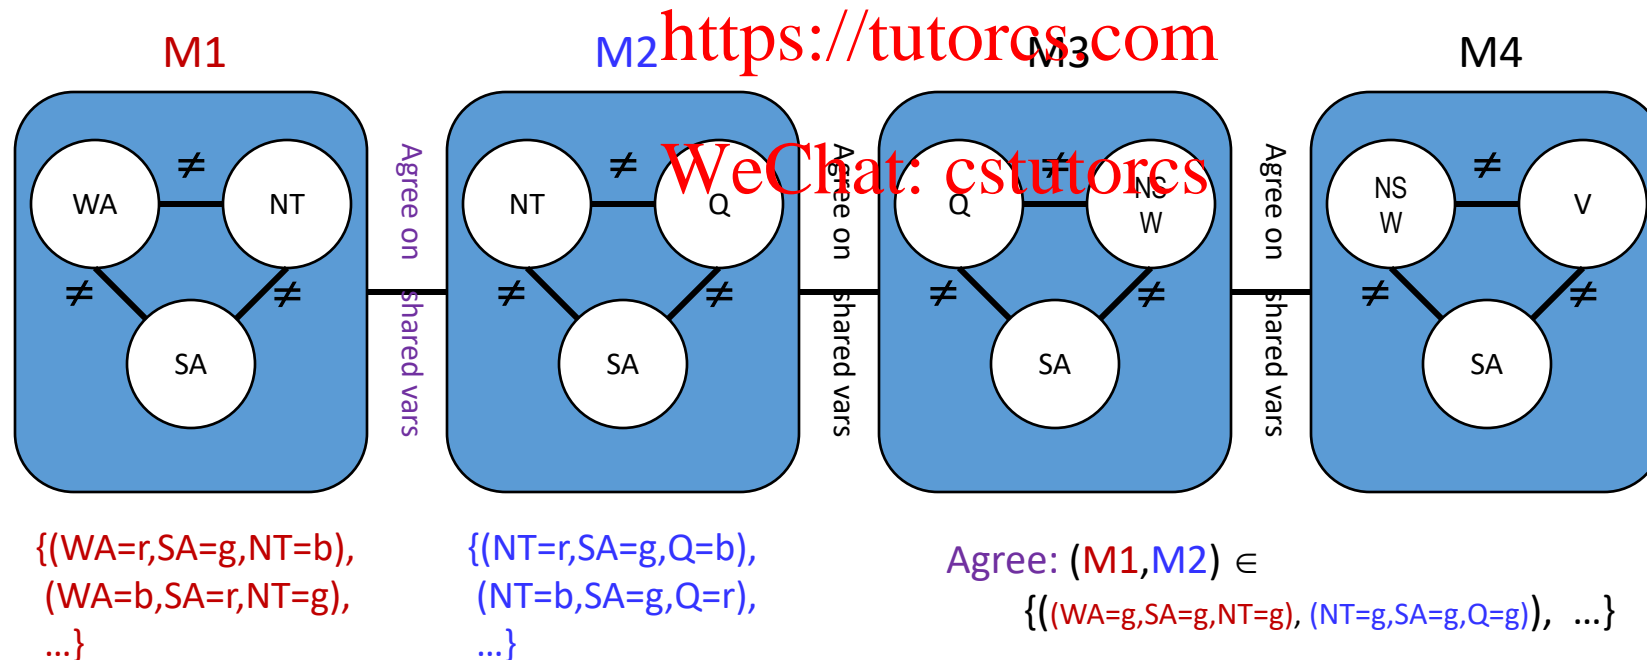 https://tutorcs.com
M1
M2
M3
M4
WeChat: cstutorcs
WA
≠
NT
≠
≠
SA
Agree on shared vars
NT
≠
Q
≠
≠
SA
Agree on shared vars
Q
≠
NS
W
≠
≠
SA
Agree on shared vars
NS
W
≠
V
≠
≠
SA
{(WA=r,SA=g,NT=b),
(WA=b,SA=r,NT=g),
...}
{(NT=r,SA=g,Q=b),
(NT=b,SA=g,Q=r),
...}
Agree: (M1,M2) ∈
{((WA=g,SA=g,NT=g), (NT=g,SA=g,Q=g)), ...}